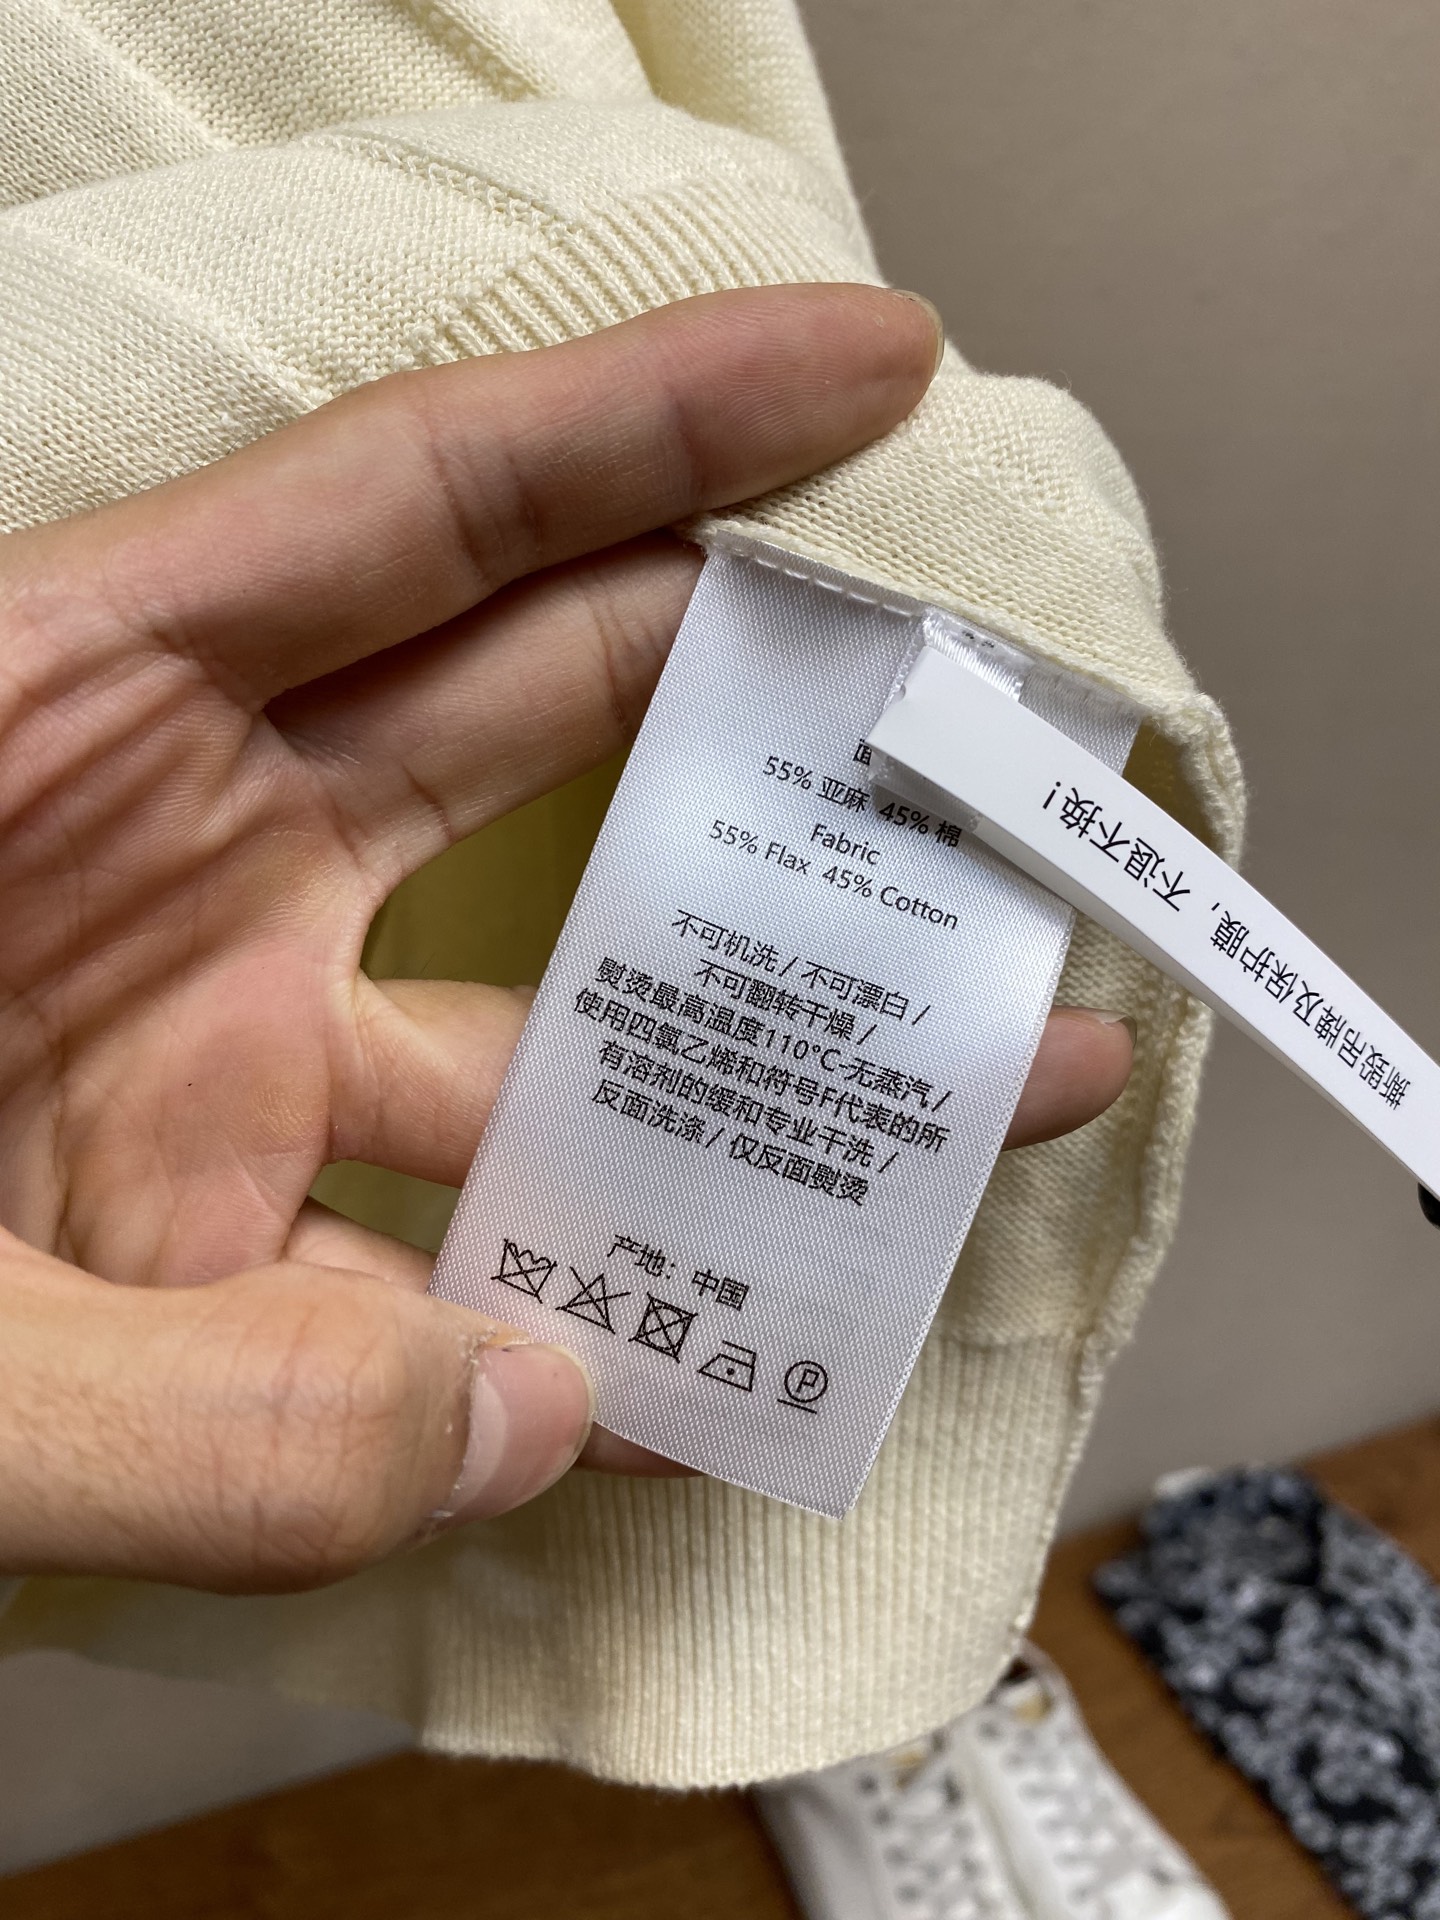 55% 亚麻 45% 棉
Fabric
55% Flax 45% Cotton
不可机洗 / 不可漂白 /
不可翻转干燥 /
熨烫最高温度110°C-无蒸汽 /
使用四氯乙烯和符号F代表的所
有溶剂的缓和专业干洗 /
反面洗涤 / 仅反面熨烫
产地：中国
P
撕毁吊牌及保护膜，不退不换！